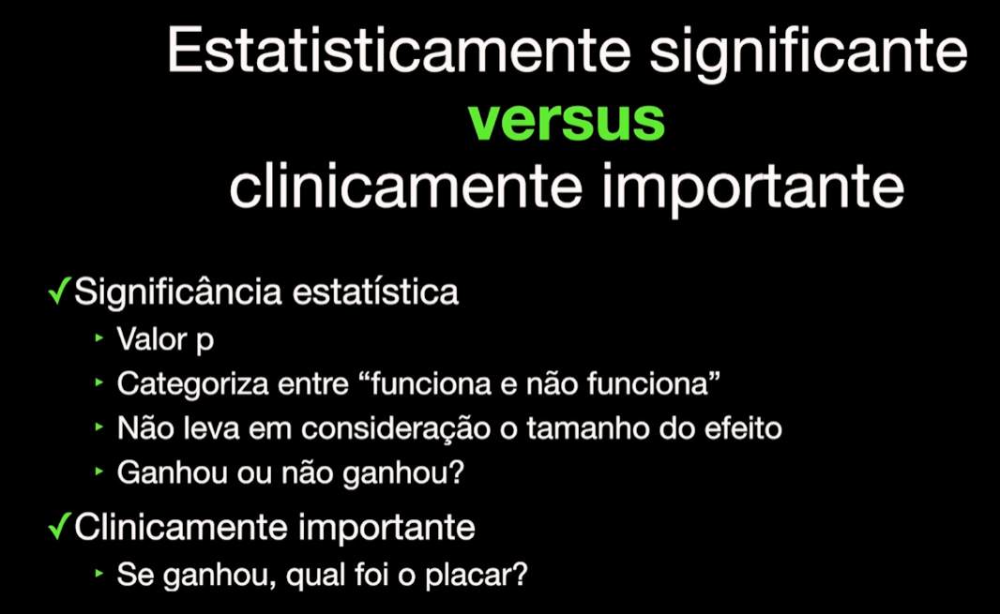 Estatisticamente significante
versus
clinicamente importante
✓Significância estatística
‣ Valor p
‣ Categoriza entre “funciona e não funciona”
‣ Não leva em consideração o tamanho do efeito
‣ Ganhou ou não ganhou?
✓Clinicamente importante
‣ Se ganhou, qual foi o placar?